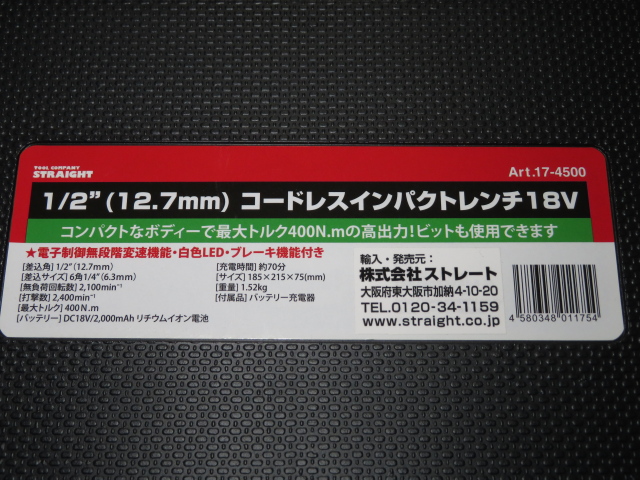 TOOL COMPANY
STRAIGHT
Art.17-4500
1/2”(12.7mm) コードレスインパクトレンチ18V
コンパクトなボディーで最大トルク400N.mの高出力!ビットも使用できます
★電子制御無段階変速機能・白色LED・ブレーキ機能付き
[差込角] 1/2”(12.7mm)
[差込サイズ] 6角1/4”(6.3mm)
[無負荷回転数] 2,100min⁻¹
[打撃数] 2,400min⁻¹
[最大トルク] 400N.m
[バッテリー] DC18V/2,000mAh リチウムイオン電池
[充電時間] 約70分
[サイズ] 185×215×75(mm)
[重量] 1.52kg
[付属品] バッテリー充電器
輸入・発売元:
株式会社ストレート
大阪府東大阪市加納4-10-20
TEL.0120-34-1159
www.straight.co.jp
4 580348 011754